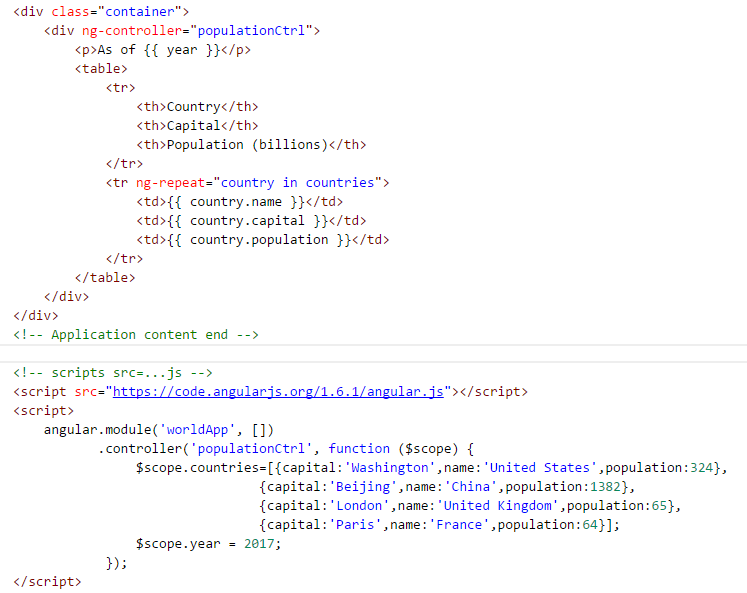 <div class="container">
    <div ng-controller="populationCtrl">
        <p>As of {{ year }}</p>
        <table>
            <tr>
                <th>Country</th>
                <th>Capital</th>
                <th>Population (billions)</th>
            </tr>
            <tr ng-repeat="country in countries">
                <td>{{ country.name }}</td>
                <td>{{ country.capital }}</td>
                <td>{{ country.population }}</td>
            </tr>
        </table>
    </div>
</div>
<!-- Application content end -->
<!-- scripts src=...js -->
<script src="https://code.angularjs.org/1.6.1/angular.js"></script>
<script>
    angular.module('worldApp', [])
           .controller('populationCtrl', function ($scope) {
                $scope.countries=[{capital:'Washington',name:'United States',population:324},
                                {capital:'Beijing',name:'China',population:1382},
                                {capital:'London',name:'United Kingdom',population:65},
                                {capital:'Paris',name:'France',population:64}];
                $scope.year = 2017;
            });
</script>